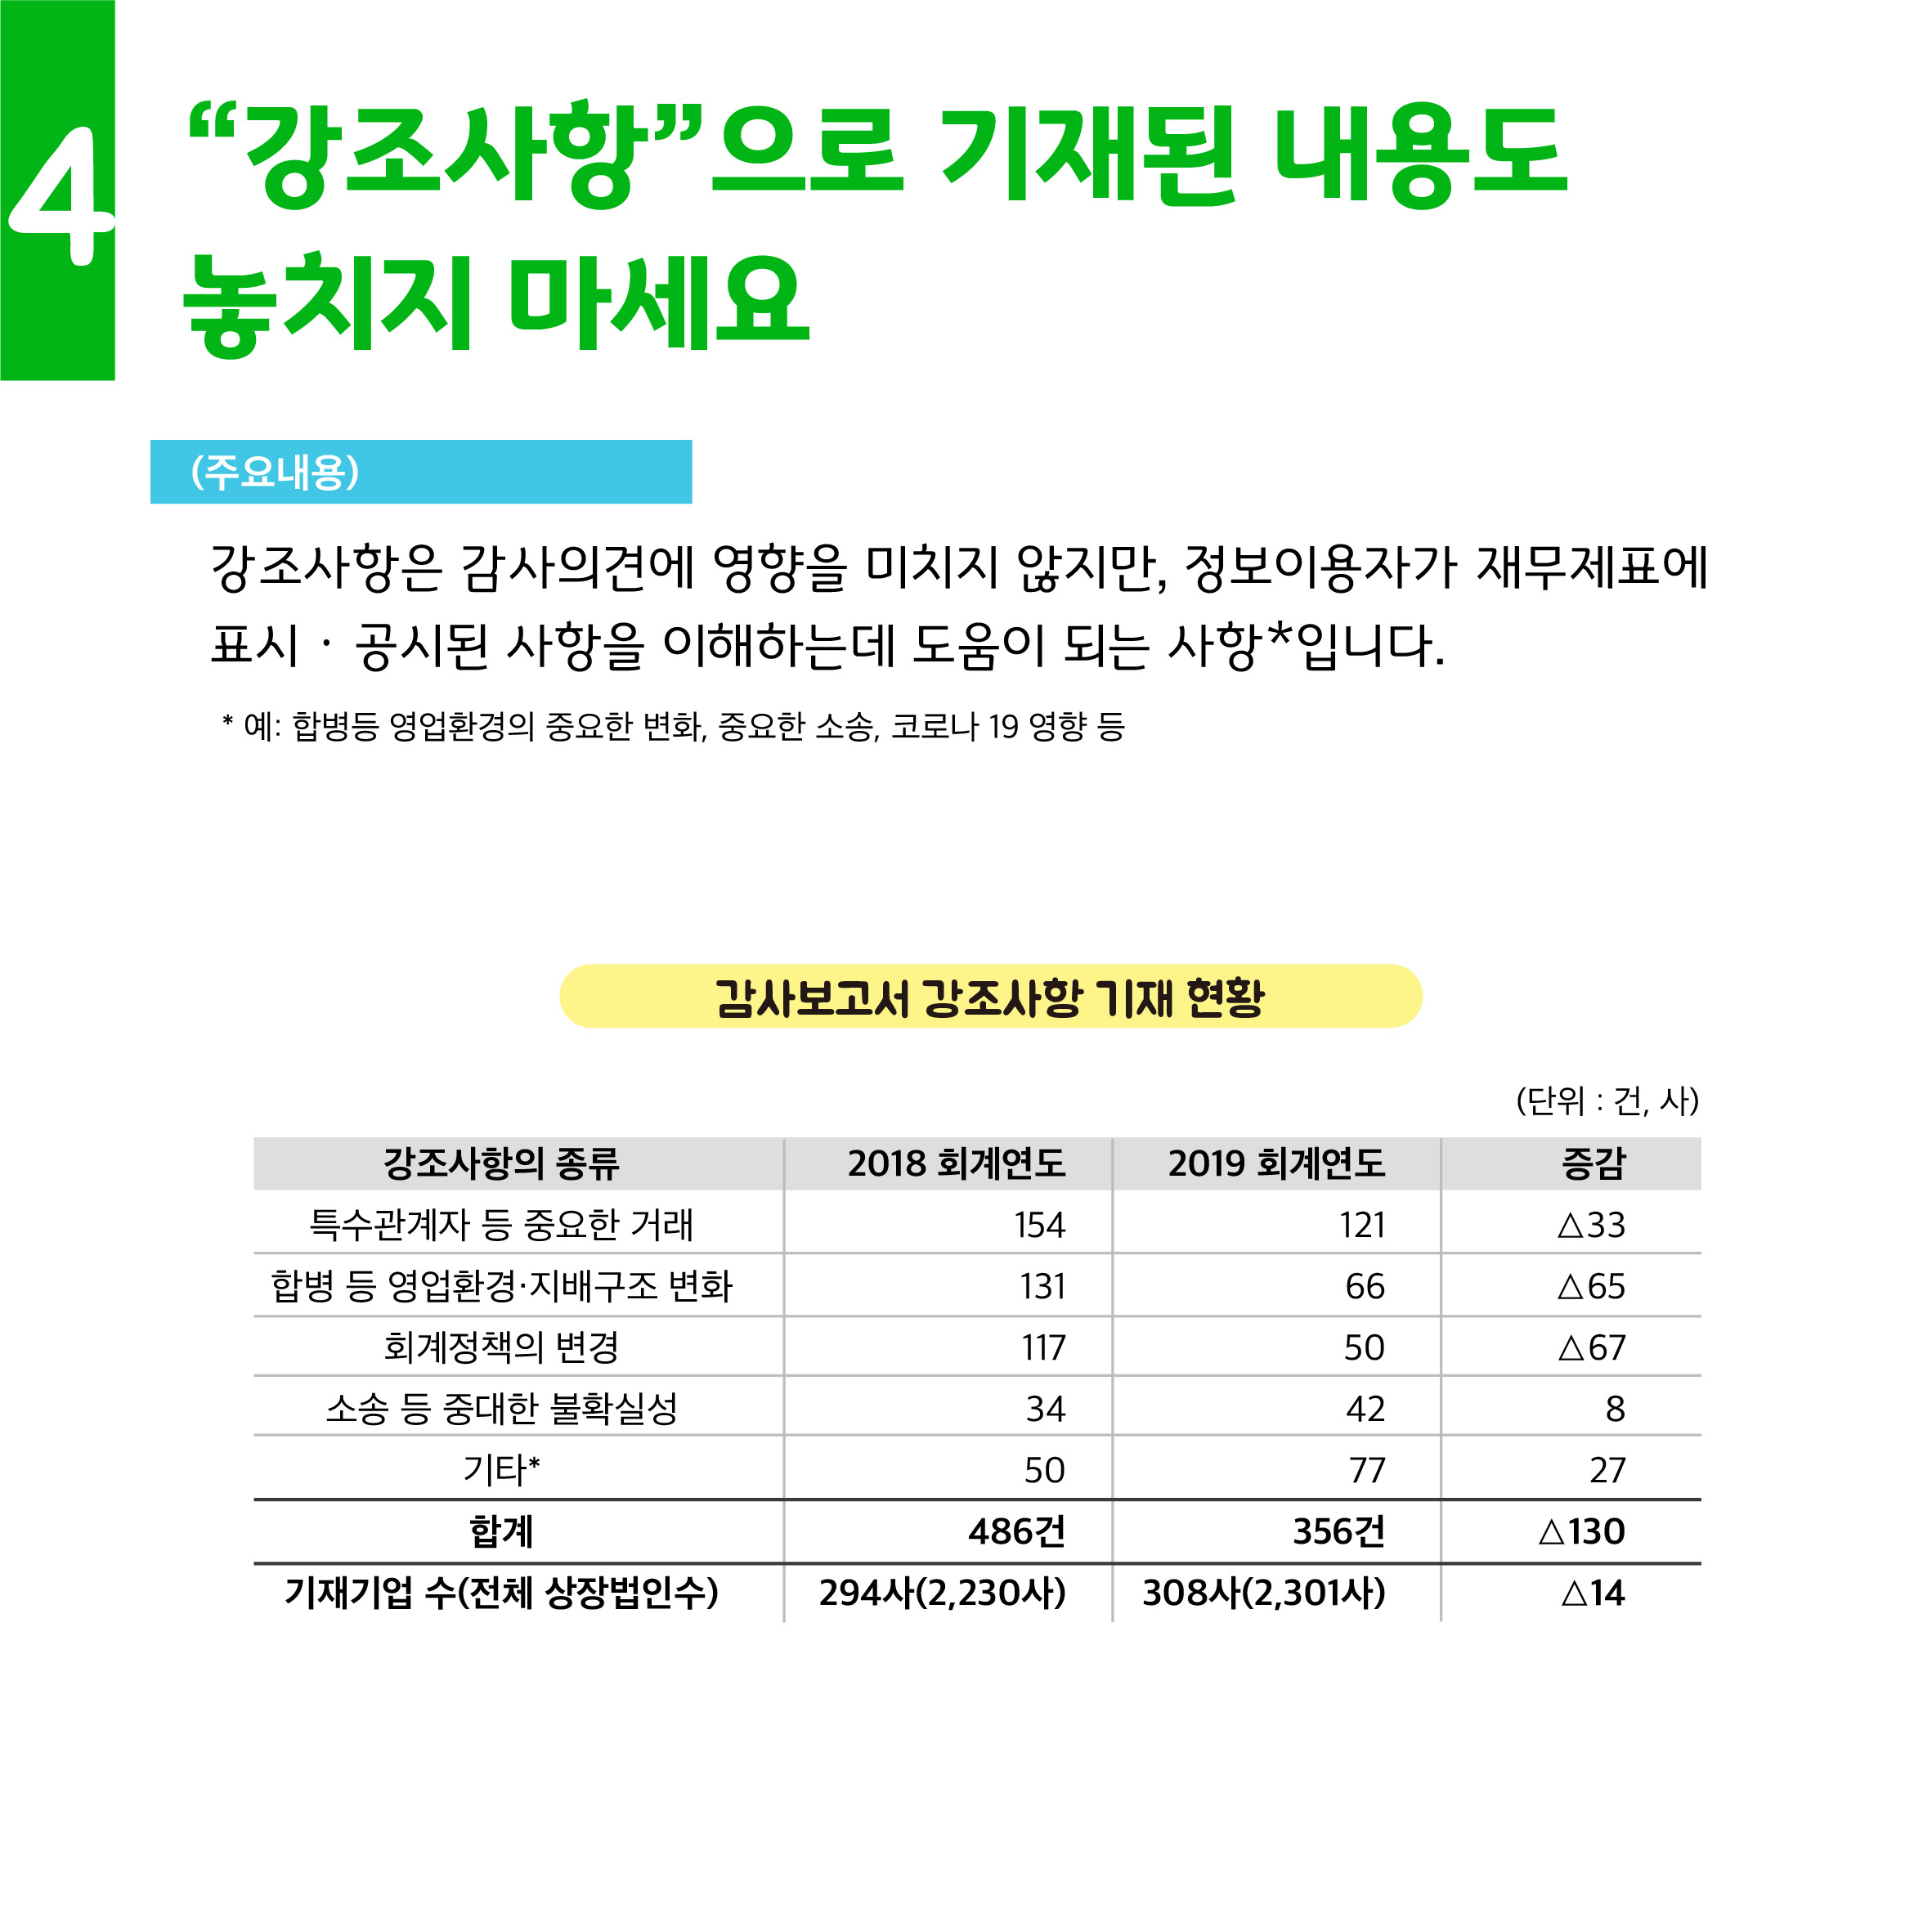 4
“강조사항”으로 기재된 내용도
놓치지 마세요
(주요내용)
강조사항은 감사의견에 영향을 미치지 않지만, 정보이용자가 재무제표에
표시 · 공시된 사항을 이해하는데 도움이 되는 사항*입니다.
* 예: 합병등 영업환경의 중요한 변화, 중요한 소송, 코로나 19 영향 등
감사보고서 강조사항 기재 현황
(단위 : 건, 사)
강조사항의 종류 2018 회계연도 2019 회계연도 증감
특수관계자 등 중요한 거래 154 121 △33
합병 등 영업환경·지배구조 변화 131 66 △65
회계정책의 변경 117 50 △67
소송 등 중대한 불확실성 34 42 8
기타* 50 77 27
합계 486건 356건 △130
기재기업 수(전체 상장법인수) 294사(2,230사) 308사(2,301사) △14